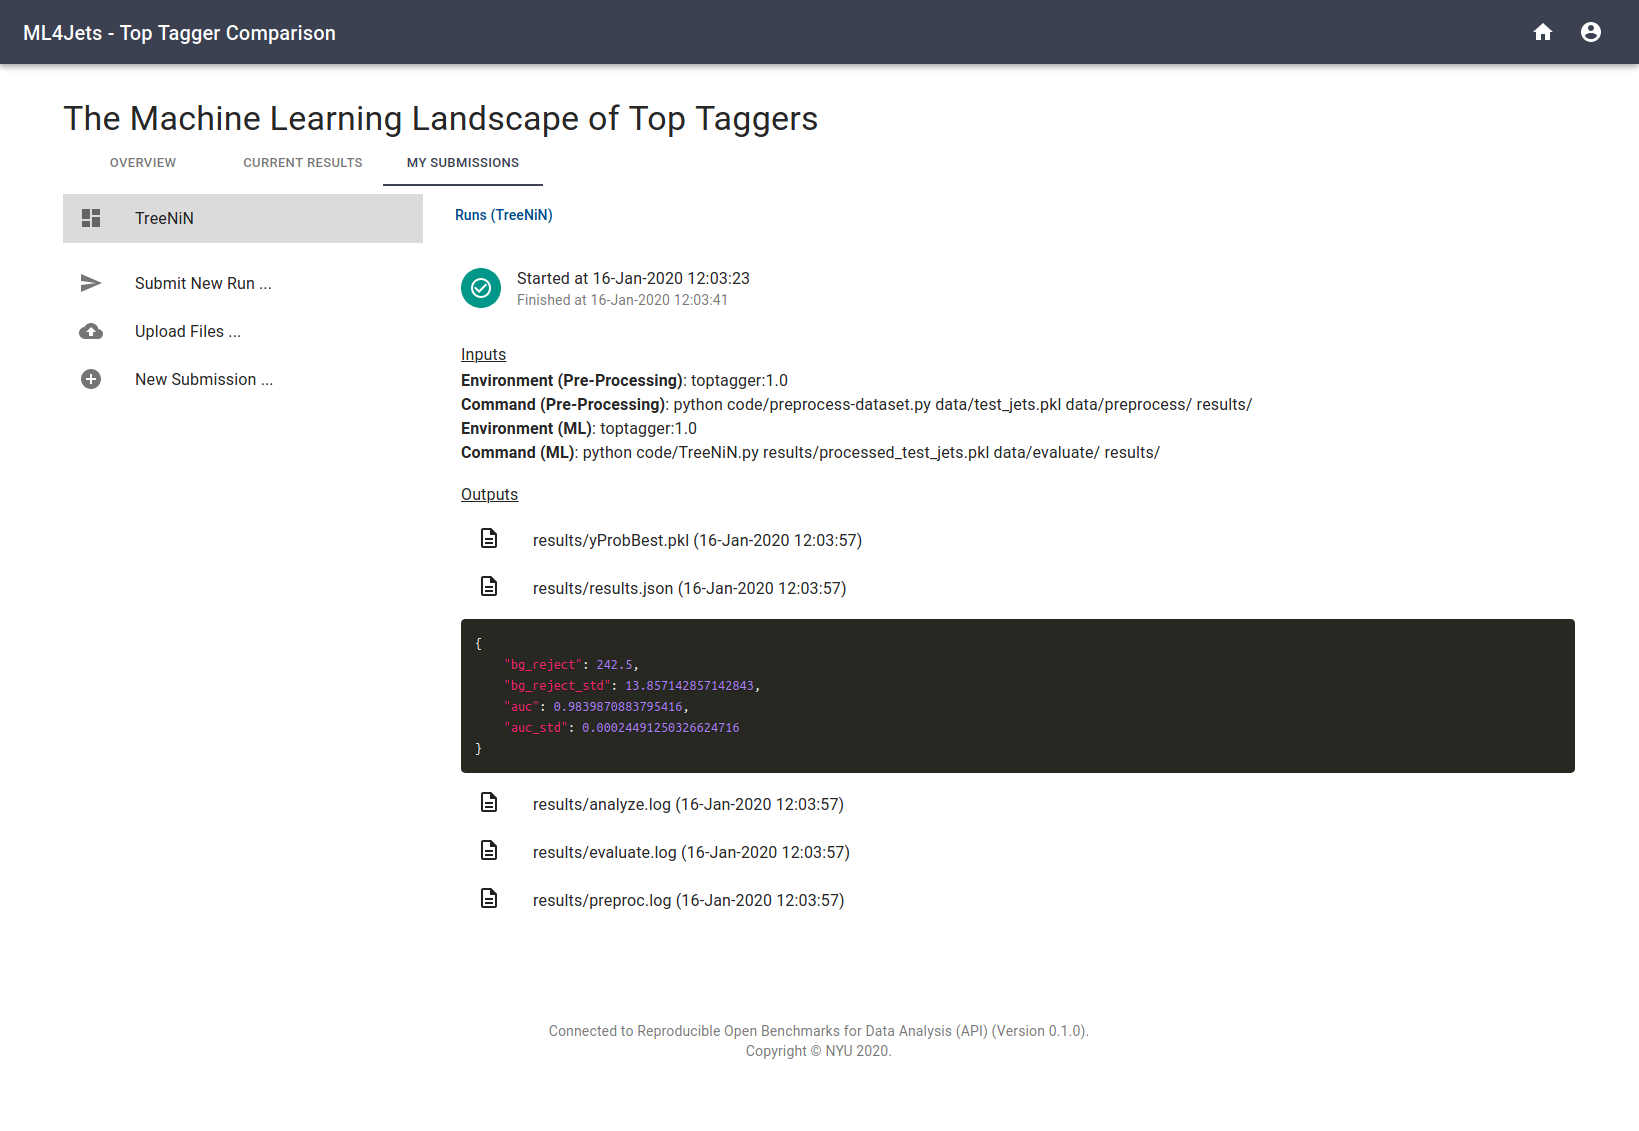 ML4Jets - Top Tagger Comparison
The Machine Learning Landscape of Top Taggers
OVERVIEW CURRENT RESULTS MY SUBMISSIONS
TreeNiN
Submit New Run ...
Upload Files ...
New Submission ...
Runs (TreeNiN)
Started at 16-Jan-2020 12:03:23
Finished at 16-Jan-2020 12:03:41
Inputs
Environment (Pre-Processing): toptagger:1.0
Command (Pre-Processing): python code/preprocess-dataset.py data/test_jets.pkl data/preprocess/ results/
Environment (ML): toptagger:1.0
Command (ML): python code/TreeNiN.py results/processed_test_jets.pkl data/evaluate/ results/
Outputs
results/yProbBest.pkl (16-Jan-2020 12:03:57)
results/results.json (16-Jan-2020 12:03:57)
{
"bg_reject": 242.5,
"bg_reject_std": 13.857142857142843,
"auc": 0.9839870883795416,
"auc_std": 0.00024491250326624716
}
results/analyze.log (16-Jan-2020 12:03:57)
results/evaluate.log (16-Jan-2020 12:03:57)
results/preproc.log (16-Jan-2020 12:03:57)
Connected to Reproducible Open Benchmarks for Data Analysis (API) (Version 0.1.0).
Copyright © NYU 2020.